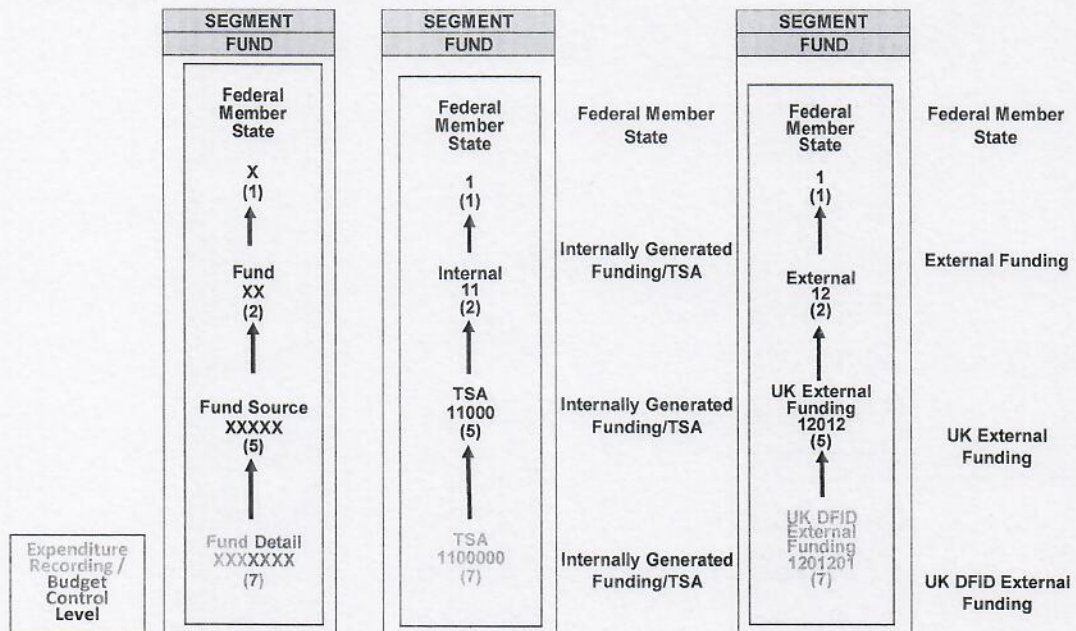 SEGMENT
FUND
Federal
Member
State
X
(1)
Fund
XX
(2)
Fund Source
XXXXX
(5)
Fund Detail
XXXXXXX
(7)
Expenditure
Recording /
Budget
Control
Level
SEGMENT
FUND
Federal
Member
State
1
(1)
Internal
11
(2)
TSA
11000
(5)
TSA
1100000
(7)
Federal Member
State
Internally Generated
Funding/TSA
Internally Generated
Funding/TSA
Internally Generated
Funding/TSA
SEGMENT
FUND
Federal
Member
State
1
(1)
External
12
(2)
UK External
Funding
12012
(5)
UK DFID
External
Funding
1201201
(7)
Federal Member
State
External Funding
UK External
Funding
UK DFID External
Funding